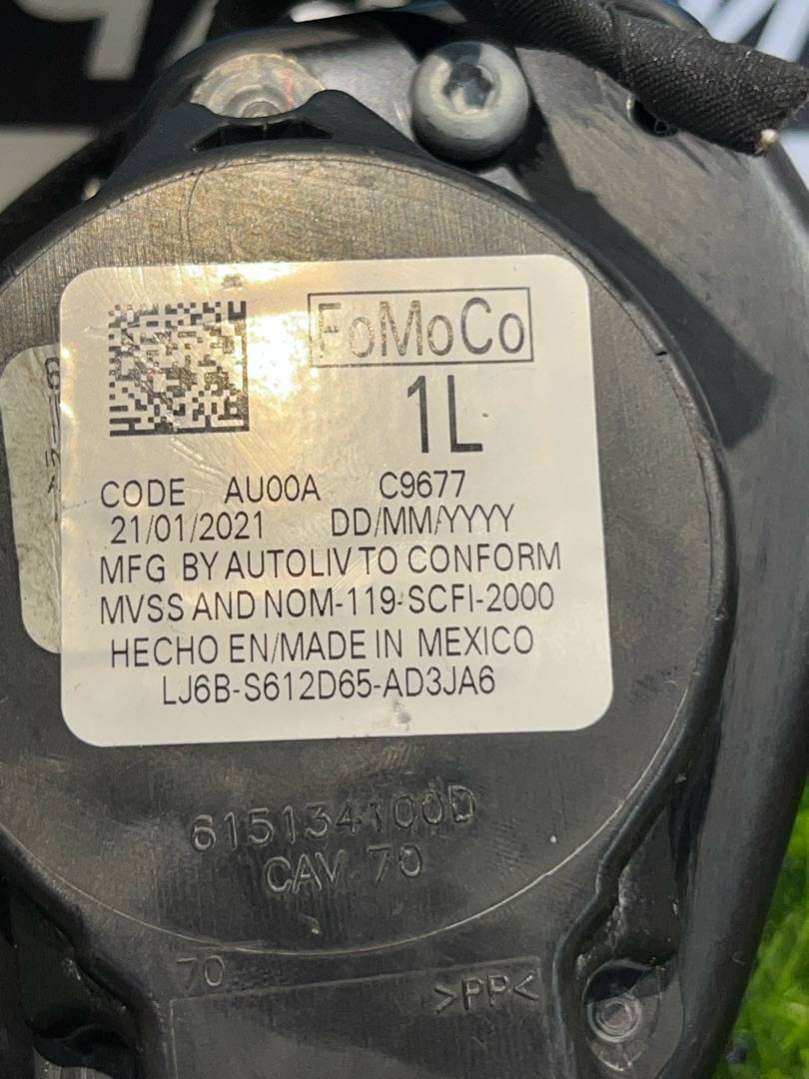 FoMoCo
1L
CODE AU00A C9677
21/01/2021 DD/MM/YYYY
MFG BY AUTOLIV TO CONFORM
MVSS AND NOM-119-SCFI-2000
HECHO EN/MADE IN MEXICO
LJ6B-S612D65-AD3JA6
615134100D
CAV 70
70
>PP<